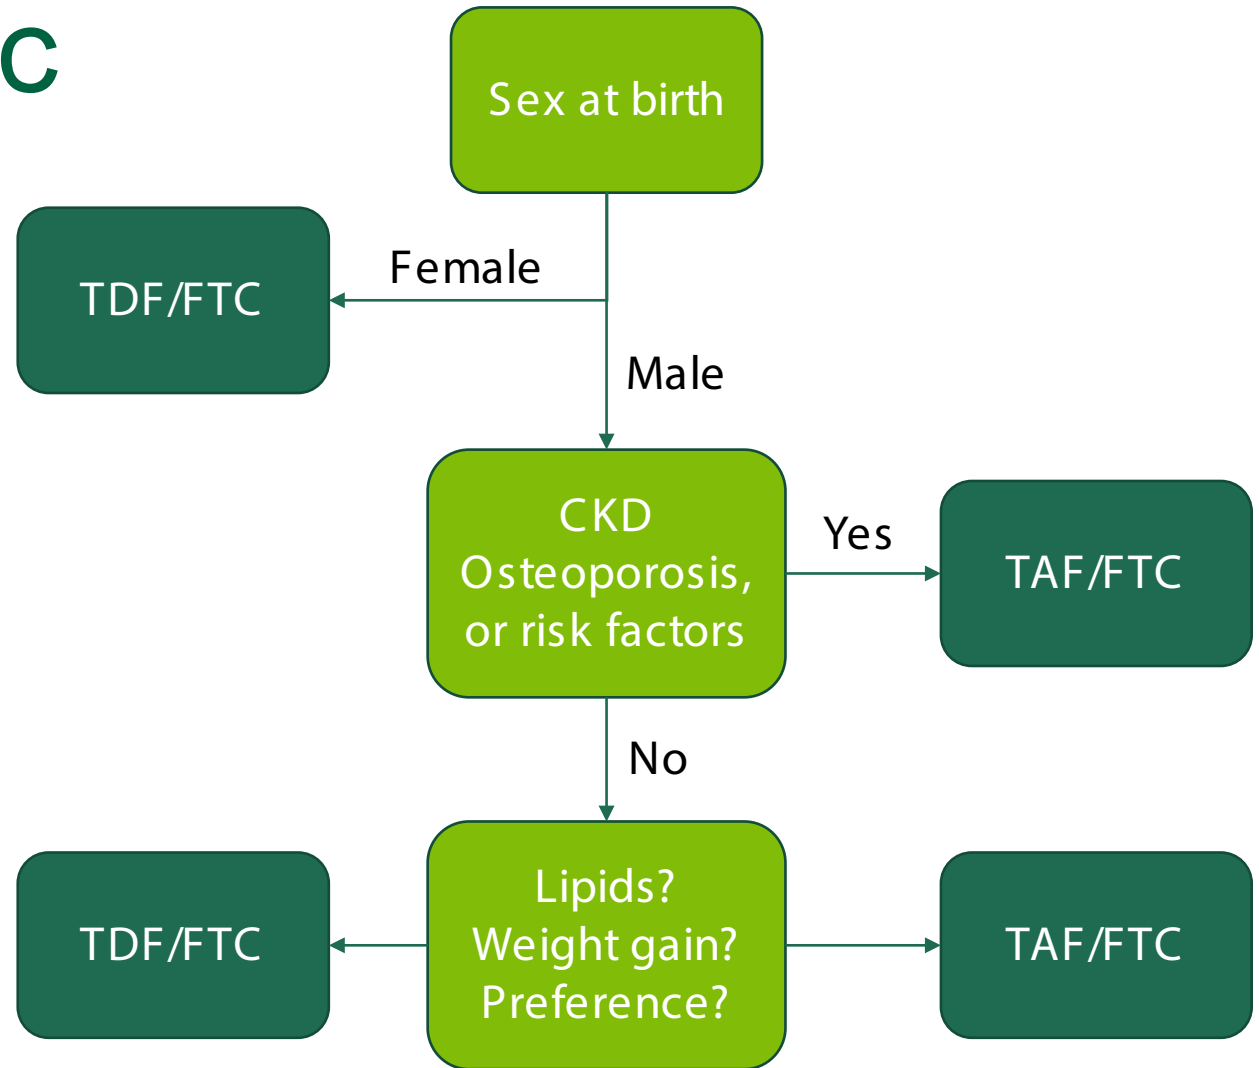 C
Sex at birth
Female
TDF/FTC
Male
CKD
Osteoporosis,
or risk factors
Yes
TAF/FTC
No
Lipids?
Weight gain?
Preference?
TDF/FTC
TAF/FTC